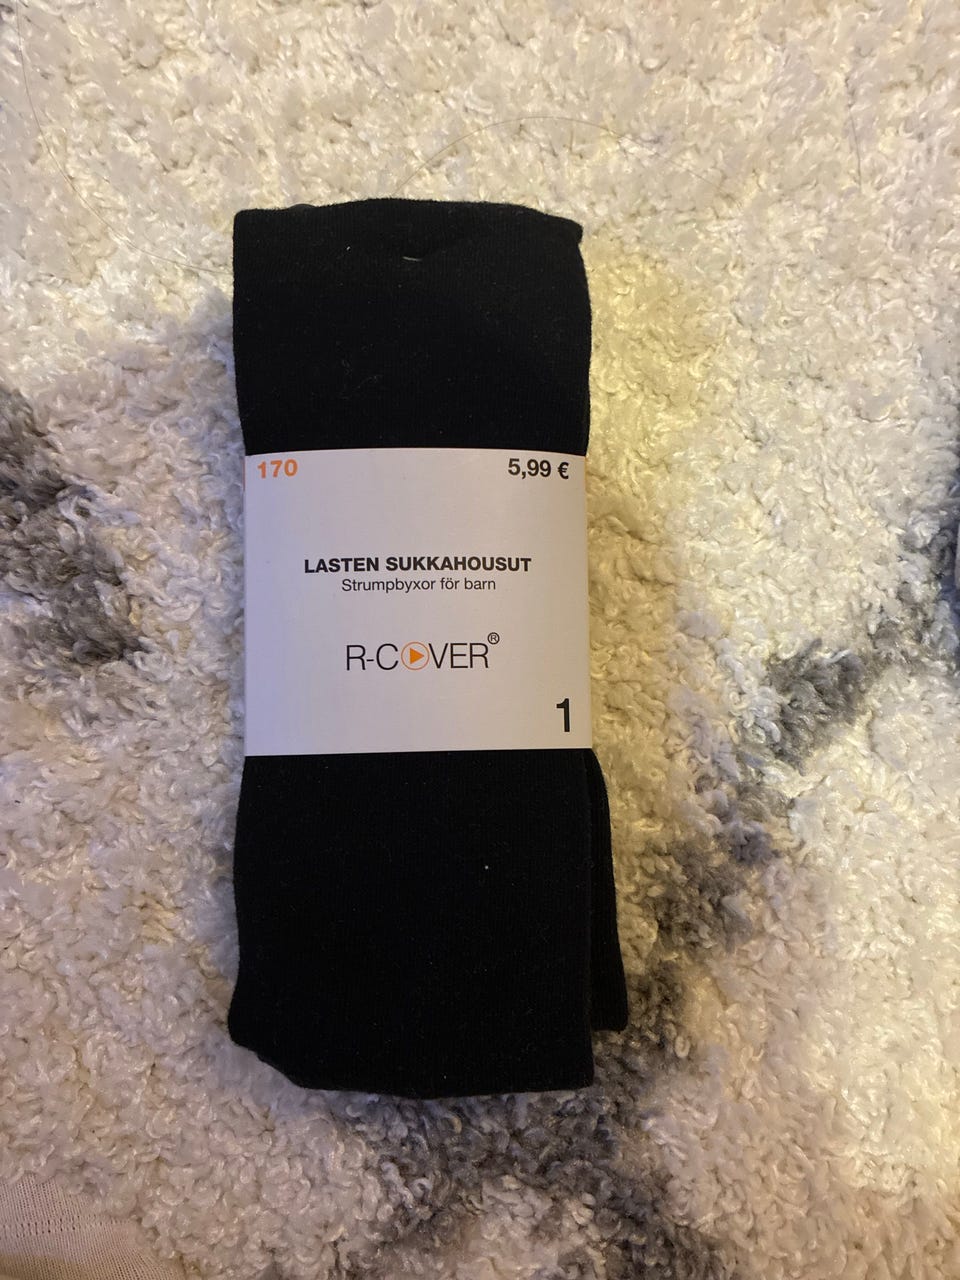 170 5,99 €
LASTEN SUKKAHOUSUT
Strumpbyxor för barn
R-COVER®
1